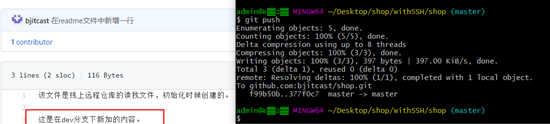 bjitcast 在readme文件中新增一行
1 contributor
3 lines (2 sloc) 116 Bytes
1 该文件是线上远程仓库的读我文件,初始化时候创建的。
这是在dev分支下新加的内容。
MINGW64 ~/Desktop/shop/withSSH/shop (master)
$ git push
Enumerating objects: 5, done.
Counting objects: 100% (5/5), done.
Delta compression using up to 8 threads
Compressing objects: 100% (3/3), done.
Writing objects: 100% (3/3), 397 bytes | 397.00 KiB/s, done.
Total 3 (delta 1), reused 0 (delta 0)
remote: Resolving deltas: 100% (1/1), completed with 1 local object.
To github.com:bjitcast/shop.git
f99b50b..377f0c7 master -> master
MINGW64 ~/Desktop/shop/withSSH/shop (master)